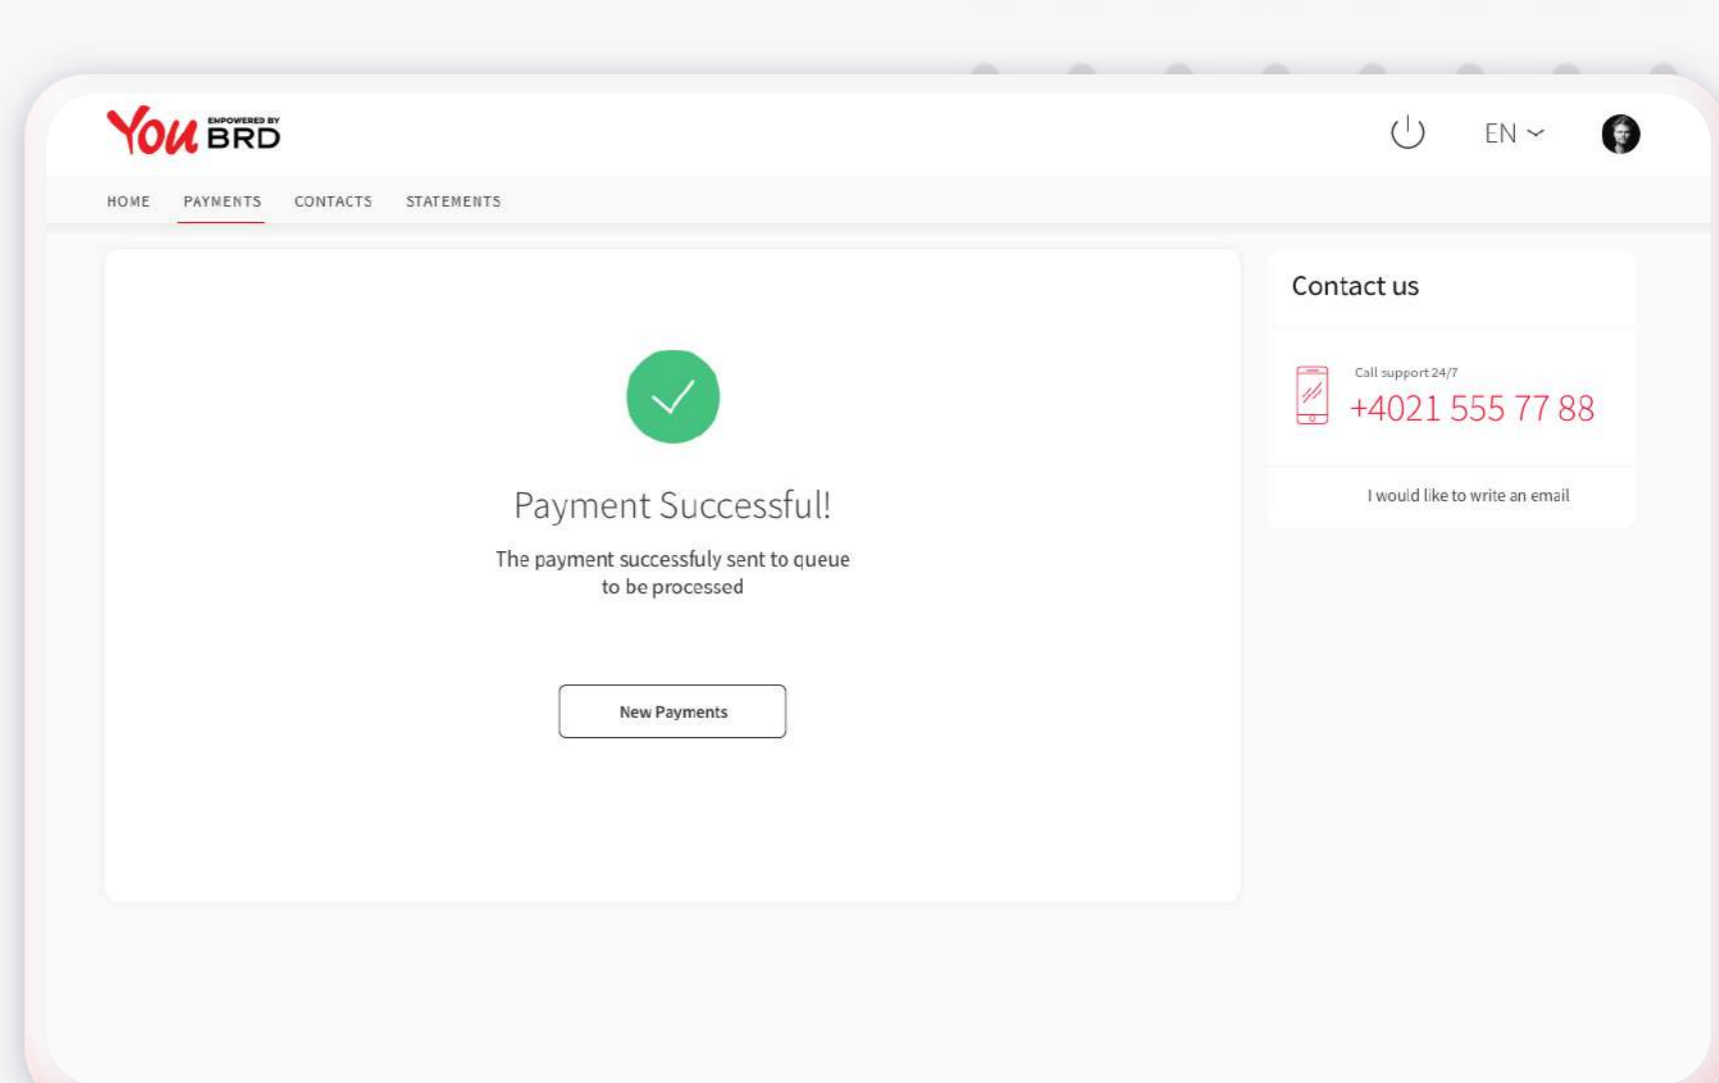 You EMPOWERED BY
BRD
EN
HOME PAYMENTS CONTACTS STATEMENTS
Contact us
Call support 24/7
+4021 555 77 88
I would like to write an email
Payment Successful!
The payment successfuly sent to queue
to be processed
New Payments